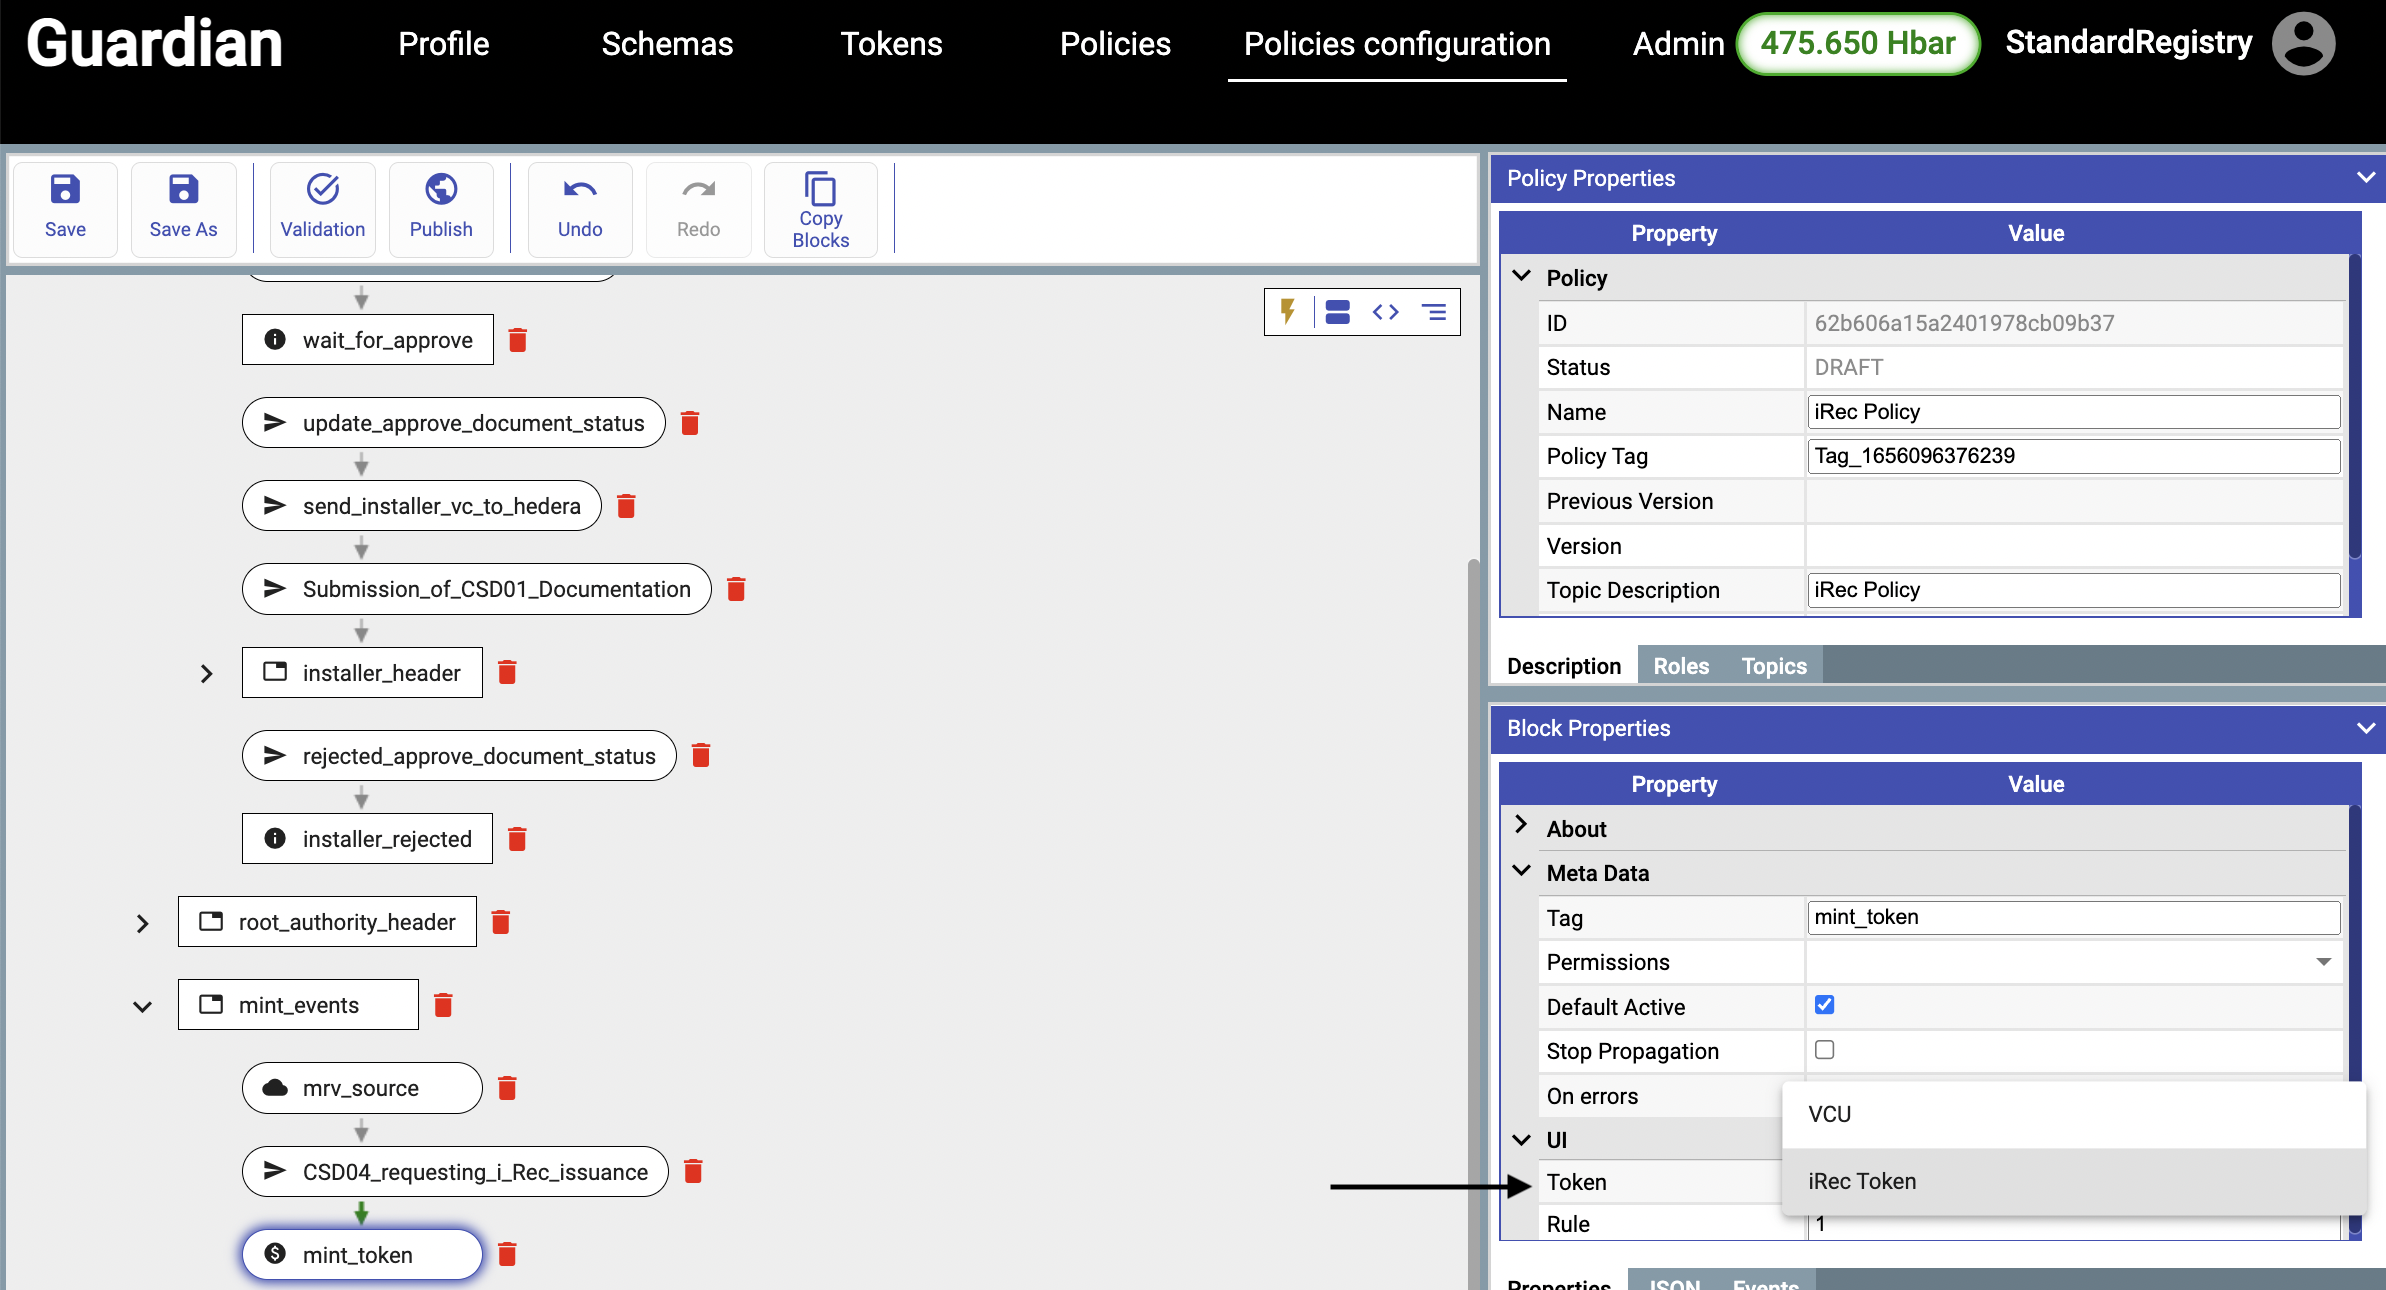 Guardian Profile Schemas Tokens Policies Policies configuration Admin 475.650 Hbar StandardRegistry
Save Save As Validation Publish Undo Redo Copy Blocks
wait_for_approve
update_approve_document_status
send_installer_vc_to_hedera
Submission_of_CSD01_Documentation
installer_header
rejected_approve_document_status
installer_rejected
root_authority_header
mint_events
mrv_source
CSD04_requesting_i_Rec_issuance
mint_token
Policy Properties
Property Value
Policy
ID 62b606a15a2401978cb09b37
Status DRAFT
Name iRec Policy
Policy Tag Tag_1656096376239
Previous Version
Version
Topic Description iRec Policy
Description Roles Topics
Block Properties
Property Value
About
Meta Data
Tag mint_token
Permissions
Default Active
Stop Propagation
On errors
VCU
UI
Token iRec Token
Rule 1
Properties JSON Events